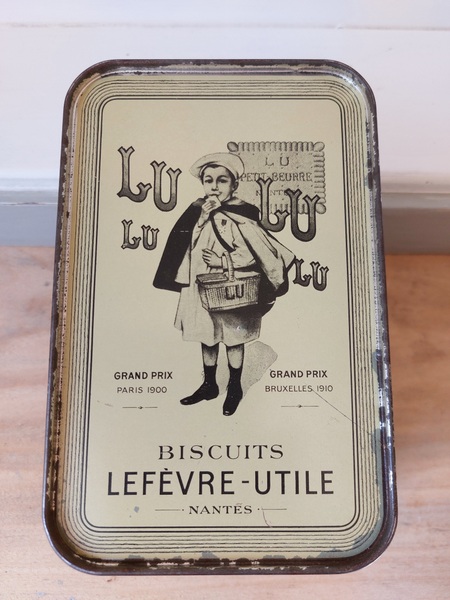 LU
LU
LU
PETIT-BEURRE
NANTES
LU
LU
LU
GRAND PRIX
PARIS 1900
GRAND PRIX
BRUXELLES 1910
BISCUITS
LEFÈVRE-UTILE
NANTES